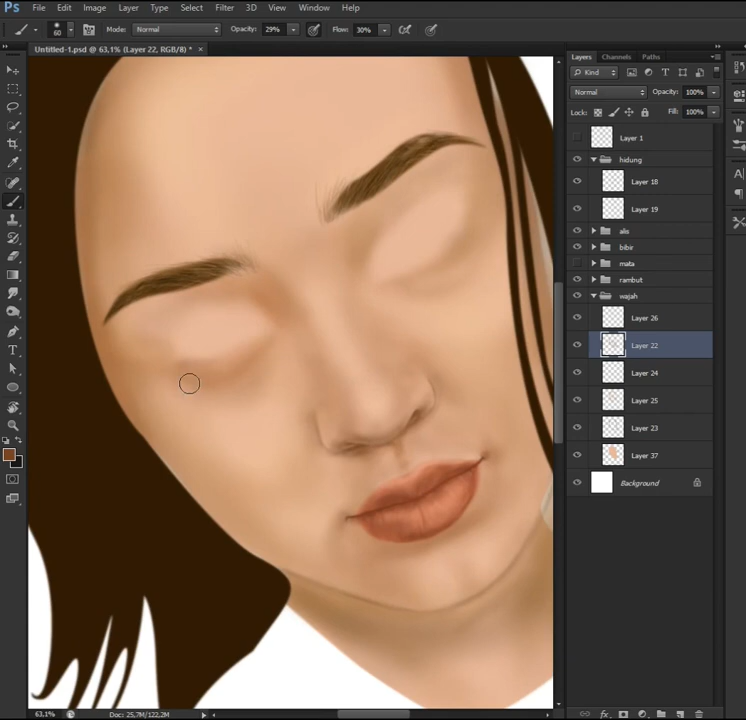 Ps File Edit Image Layer Type Select Filter 3D View Window Help
60 Mode: Normal Opacity: 29% Flow: 30%
Untitled-1.psd @ 63,1% (Layer 22, RGB/8) * ×
Layers Channels Paths
Kind
Normal Opacity: 100%
Lock: Fill: 100%
Layer 1
hidung
Layer 18
Layer 19
alis
bibir
mata
rambut
wajah
Layer 26
Layer 22
Layer 24
Layer 25
Layer 23
Layer 37
Background
63,1% Doc: 25,7M/122,2M